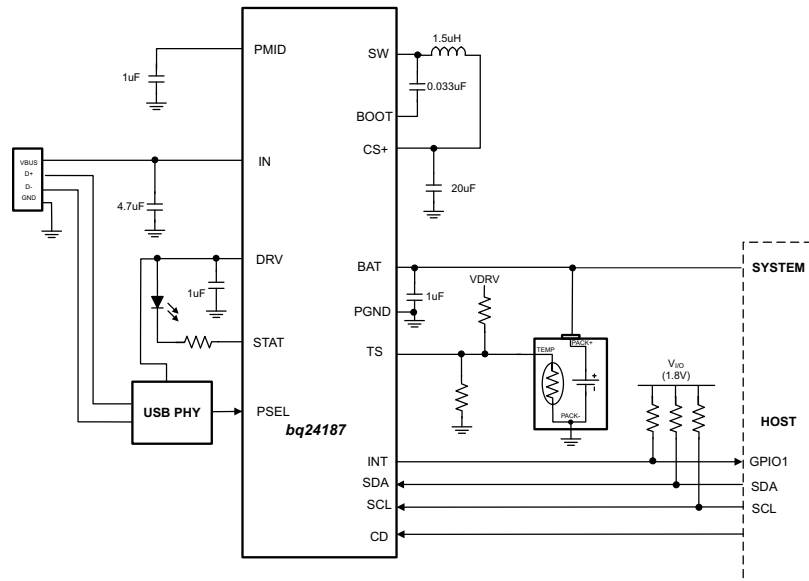 PMID
1uF
SW
1.5uH
0.033uF
BOOT
CS+
20uF
VBUS
D+
D-
GND
IN
4.7uF
DRV
1uF
STAT
USB PHY
PSEL
bq24187
BAT
1uF
PGND
VDRV
TS
TEMP
PACK+
+
-
PACK-
SYSTEM
VI/O
(1.8V)
HOST
INT
GPIO1
SDA
SDA
SCL
SCL
CD